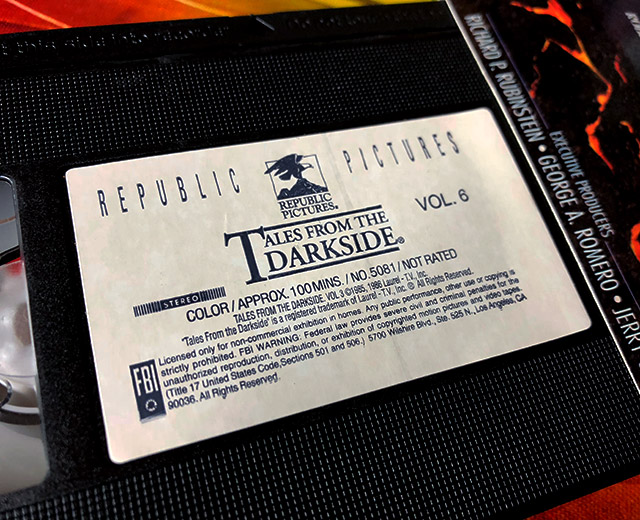 REPUBLIC PICTURES
REPUBLIC
PICTURES®
VOL. 6
TALES FROM THE
DARKSIDE®
STEREO
COLOR / APPROX. 100 MINS. / NO. 5081 / NOT RATED
TALES FROM THE DARKSIDE. VOL 3 ©1985, 1986 Laurel - T.V., Inc.
"Tales From the Darkside" is a registered trademark of Laurel - T.V., Inc. ® All Rights Reserved.
Licensed only for non-commercial exhibition in homes. Any public performance, other use or copying is
strictly prohibited. FBI WARNING: Federal law provides severe civil and criminal penalties for the
unauthorized reproduction, distribution, or exhibition of copyrighted motion pictures and video tapes.
(Title 17 United States Code, Sections 501 and 506.) 5700 Wilshire Blvd., Ste. 525 N., Los Angeles, CA
90036. All Rights Reserved.
FBI
EXECUTIVE PRODUCERS
RICHARD P. RUBINSTEIN • GEORGE A. ROMERO • JERRY